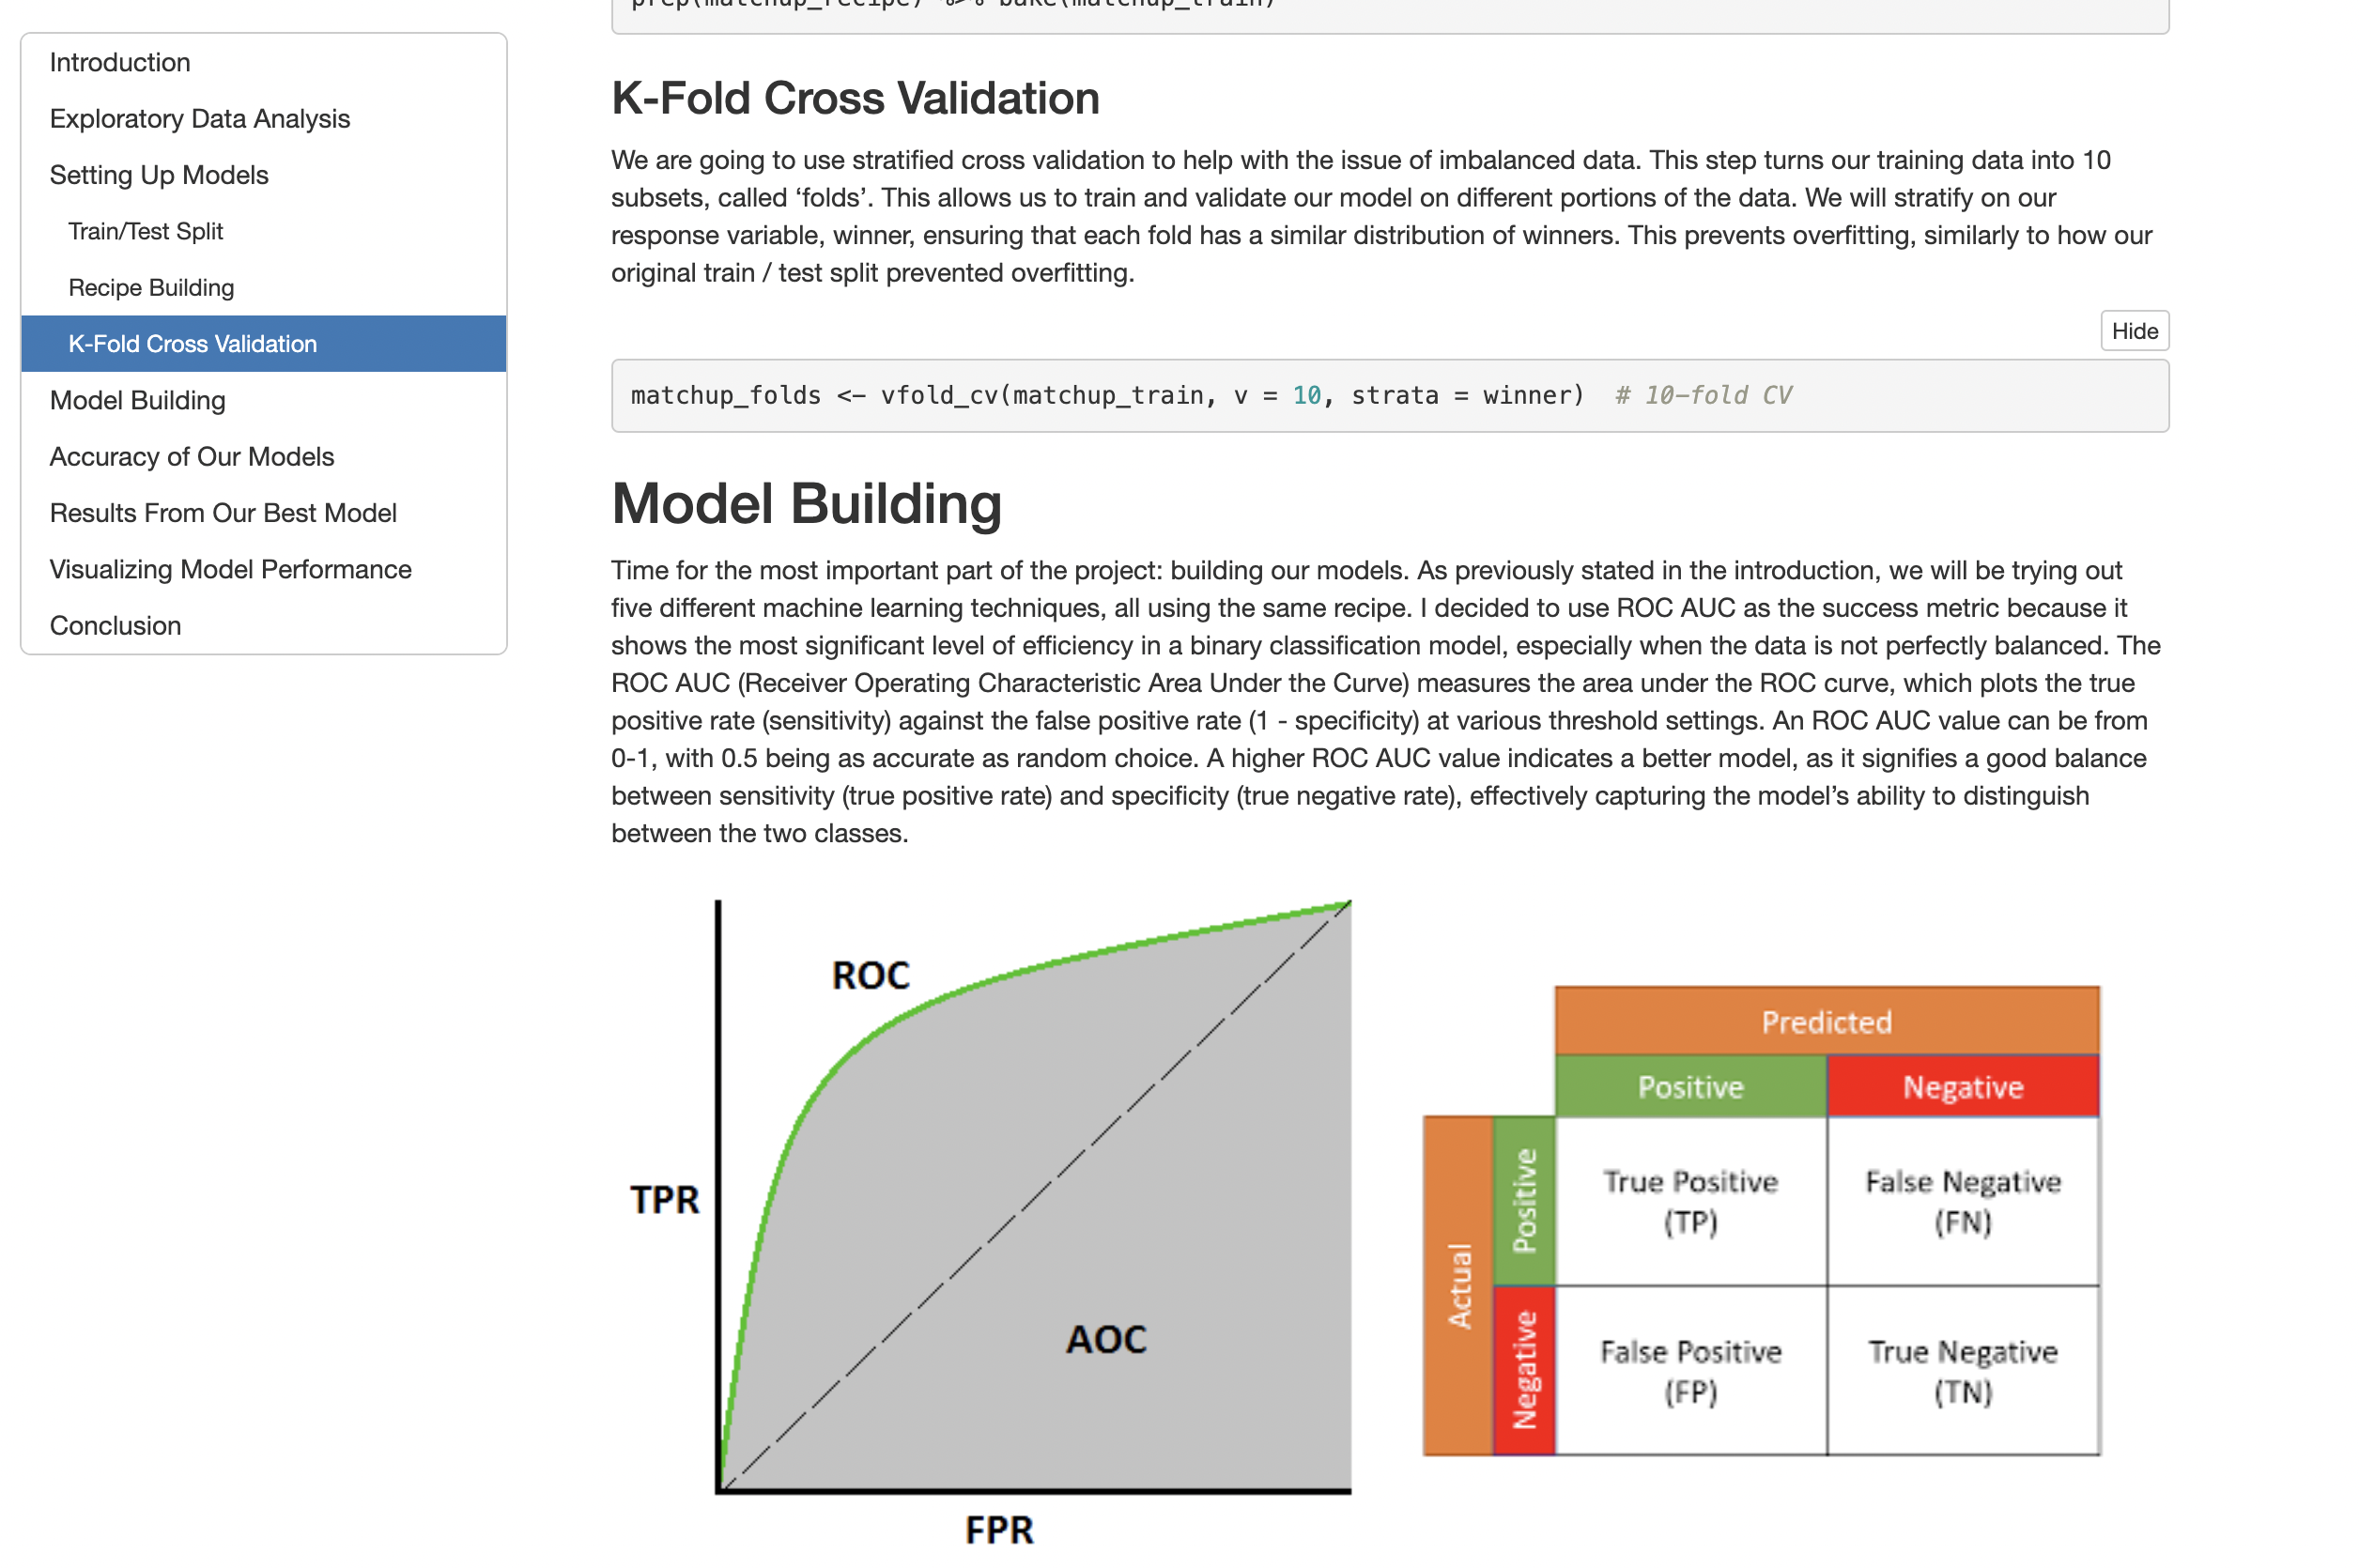 prep(matchup_recipe) %>% bake(matchup_train)
Introduction
Exploratory Data Analysis
Setting Up Models
Train/Test Split
Recipe Building
K-Fold Cross Validation
Model Building
Accuracy of Our Models
Results From Our Best Model
Visualizing Model Performance
Conclusion
K-Fold Cross Validation
We are going to use stratified cross validation to help with the issue of imbalanced data. This step turns our training data into 10
subsets, called ‘folds’. This allows us to train and validate our model on different portions of the data. We will stratify on our
response variable, winner, ensuring that each fold has a similar distribution of winners. This prevents overfitting, similarly to how our
original train / test split prevented overfitting.
Hide
matchup_folds <- vfold_cv(matchup_train, v = 10, strata = winner)  # 10-fold CV
Model Building
Time for the most important part of the project: building our models. As previously stated in the introduction, we will be trying out
five different machine learning techniques, all using the same recipe. I decided to use ROC AUC as the success metric because it
shows the most significant level of efficiency in a binary classification model, especially when the data is not perfectly balanced. The
ROC AUC (Receiver Operating Characteristic Area Under the Curve) measures the area under the ROC curve, which plots the true
positive rate (sensitivity) against the false positive rate (1 - specificity) at various threshold settings. An ROC AUC value can be from
0-1, with 0.5 being as accurate as random choice. A higher ROC AUC value indicates a better model, as it signifies a good balance
between sensitivity (true positive rate) and specificity (true negative rate), effectively capturing the model’s ability to distinguish
between the two classes.
ROC
TPR
AOC
FPR
Predicted
Positive
Negative
Actual
Positive
True Positive
(TP)
False Negative
(FN)
Negative
False Positive
(FP)
True Negative
(TN)